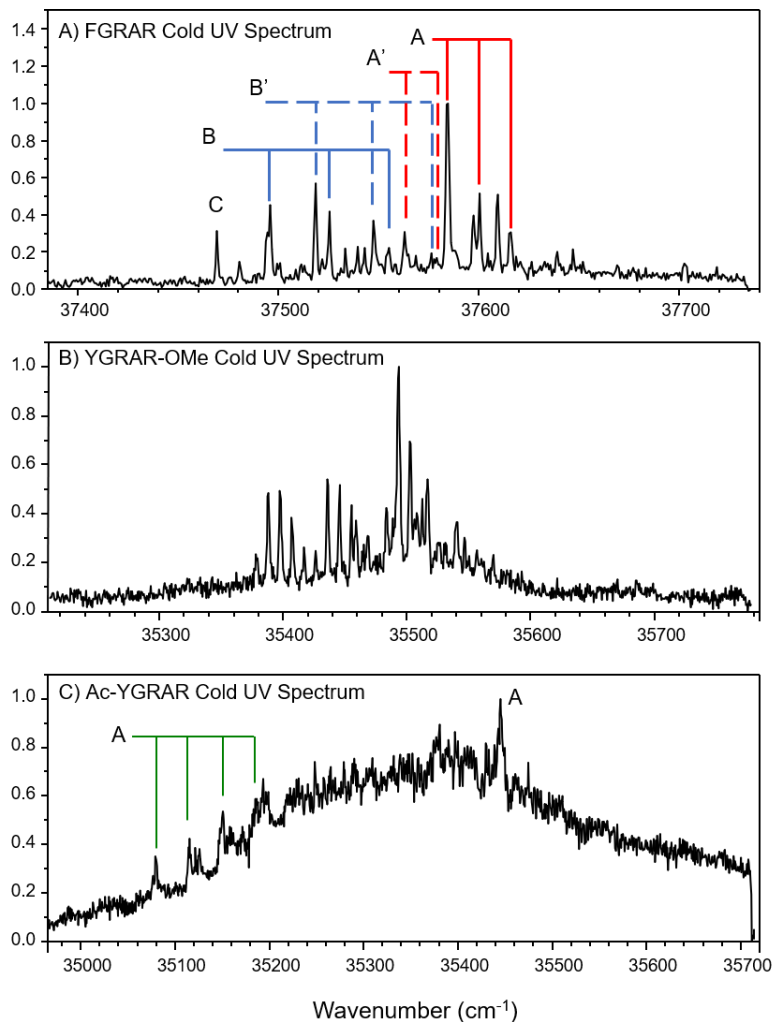 A) FGRAR Cold UV Spectrum
A
A'
B'
B
C
1.4
1.2
1.0
0.8
0.6
0.4
0.2
0.0
37400 37500 37600 37700
B) YGRAR-OMe Cold UV Spectrum
1.0
0.8
0.6
0.4
0.2
0.0
35300 35400 35500 35600 35700
C) Ac-YGRAR Cold UV Spectrum
A
A
1.0
0.8
0.6
0.4
0.2
0.0
35000 35100 35200 35300 35400 35500 35600 35700
Wavenumber (cm⁻¹)